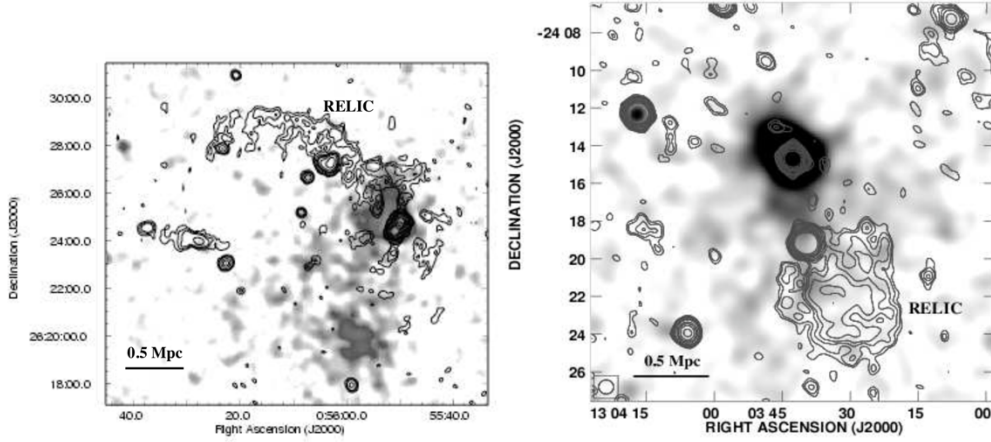 30:00.0
28:00.0
26:00.0
24:00.0
22:00.0
26:20:00.0
18:00.0
Declination (J2000)
RELIC
0.5 Mpc
40.0 20.0 0:56:00.0 55:40.0
Right Ascension (J2000)
-24 08
10
12
14
16
18
20
22
24
26
DECLINATION (J2000)
RELIC
0.5 Mpc
13 04 15 00 03 45 30 15 00
RIGHT ASCENSION (J2000)